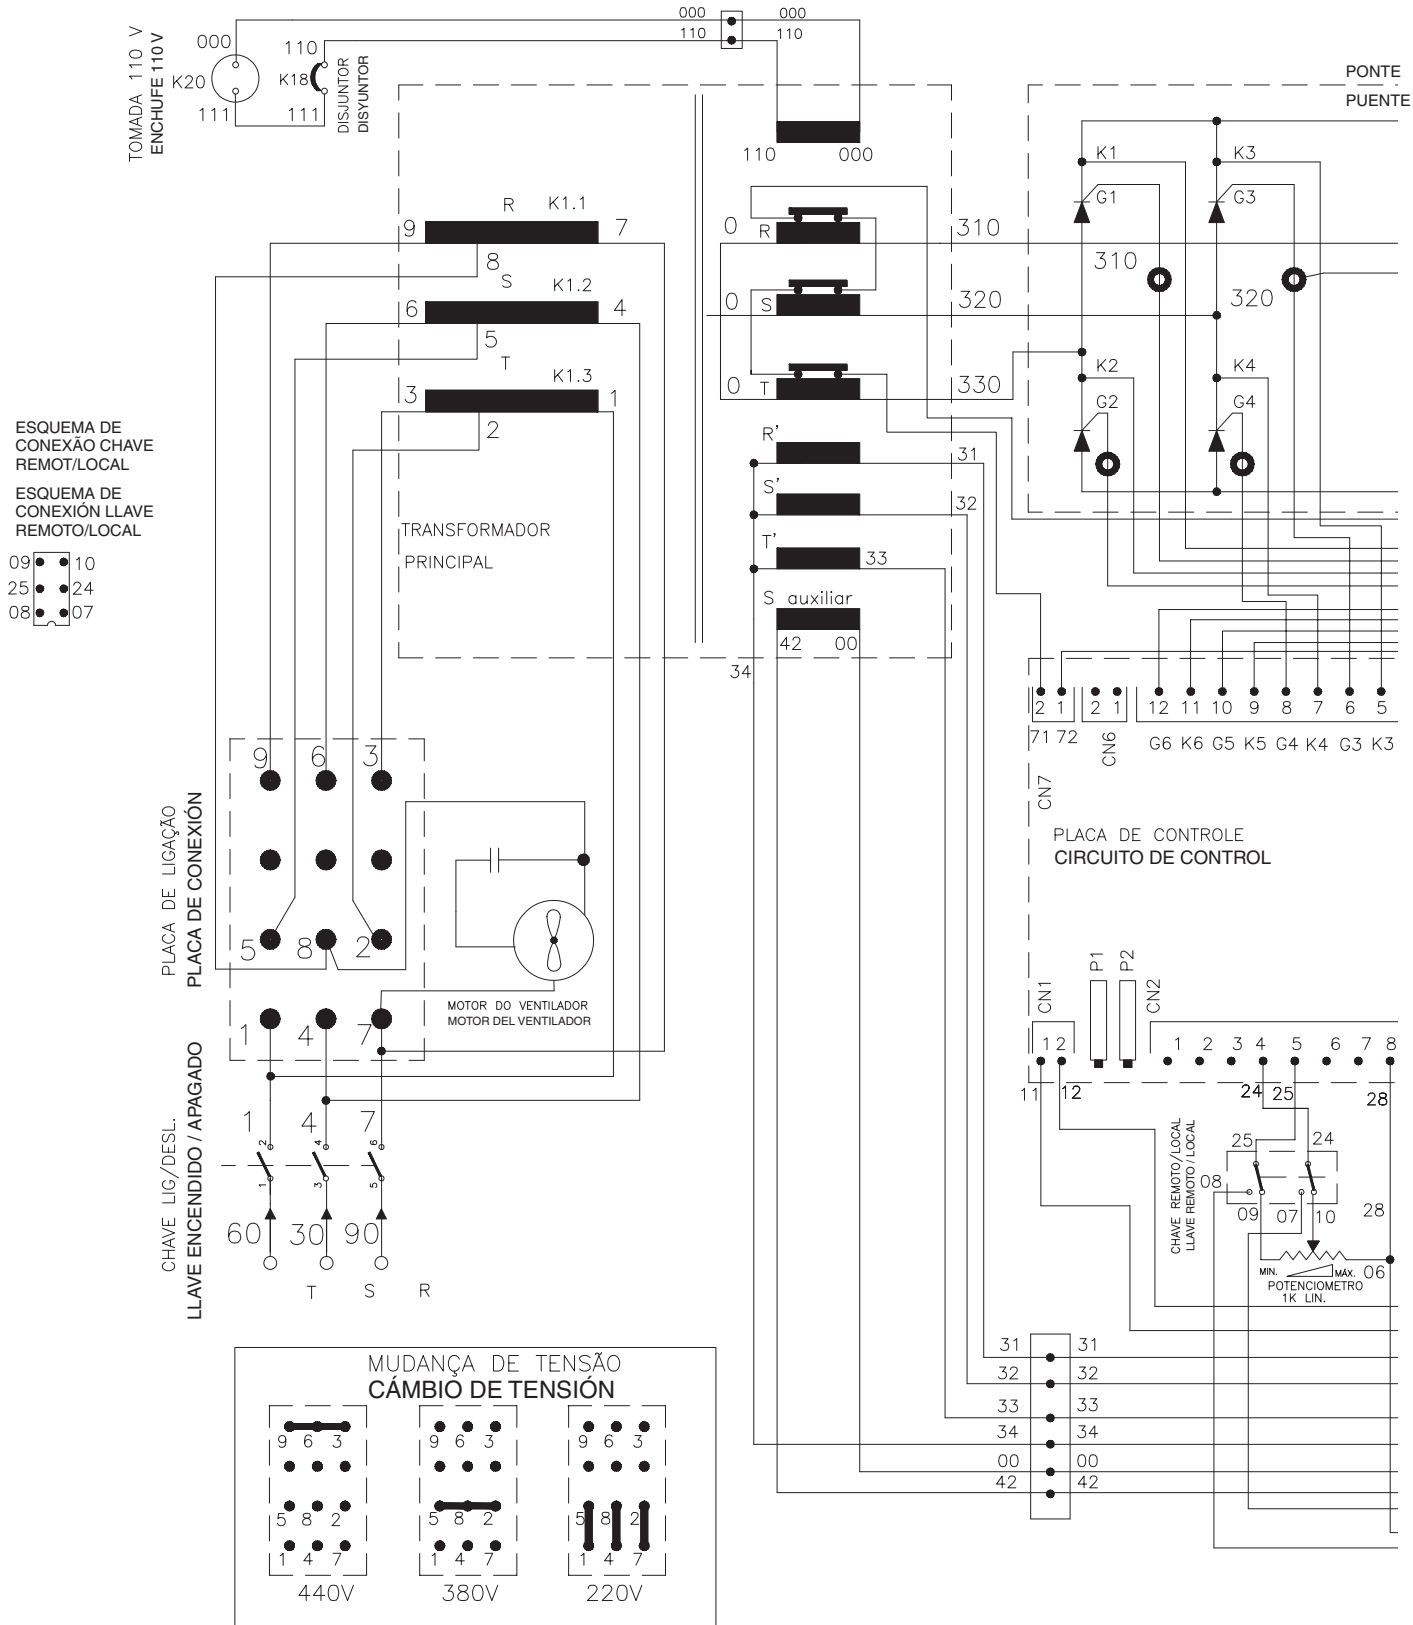 000
000
110
110
TOMADA 110 V
ENCHUFE 110 V
000
110
K20
K18
111
111
DISJUNTOR
DISYUNTOR
PONTE
PUENTE
110
000
R
K1.1
9
7
8
S
K1.2
6
4
5
T
K1.3
3
1
2
0
R
310
0
S
320
0
T
330
R'
31
S'
32
T'
33
S auxiliar
42
00
34
TRANSFORMADOR
PRINCIPAL
K1
K3
G1
G3
310
320
K2
K4
G2
G4
ESQUEMA DE
CONEXÃO CHAVE
REMOT/LOCAL
ESQUEMA DE
CONEXIÓN LLAVE
REMOTO/LOCAL
09
10
25
24
08
07
2 1
2 1
12 11 10 9 8 7 6 5
71 72
CN6
G6 K6 G5 K5 G4 K4 G3 K3
CN7
PLACA DE CONTROLE
CIRCUITO DE CONTROL
PLACA DE LIGAÇÃO
PLACA DE CONEXIÓN
9 6 3
5 8 2
1 4 7
MOTOR DO VENTILADOR
MOTOR DEL VENTILADOR
CN1
P1
P2
CN2
1 2
1 2 3 4 5 6 7 8
11
12
24
25
28
CHAVE LIG/DESL.
LLAVE ENCENDIDO / APAGADO
1 4 7
2 4 6
1 3 5
60 30 90
T S R
CHAVE REMOTO/LOCAL
LLAVE REMOTO / LOCAL
25
24
08
09
07
10
28
MIN.
MÁX.
06
POTENCIOMETRO
1K LIN.
31
31
32
32
33
33
34
34
00
00
42
42
MUDANÇA DE TENSÃO
CÁMBIO DE TENSIÓN
9 6 3
9 6 3
9 6 3
5 8 2
5 8 2
5 8 2
1 4 7
1 4 7
1 4 7
440V
380V
220V